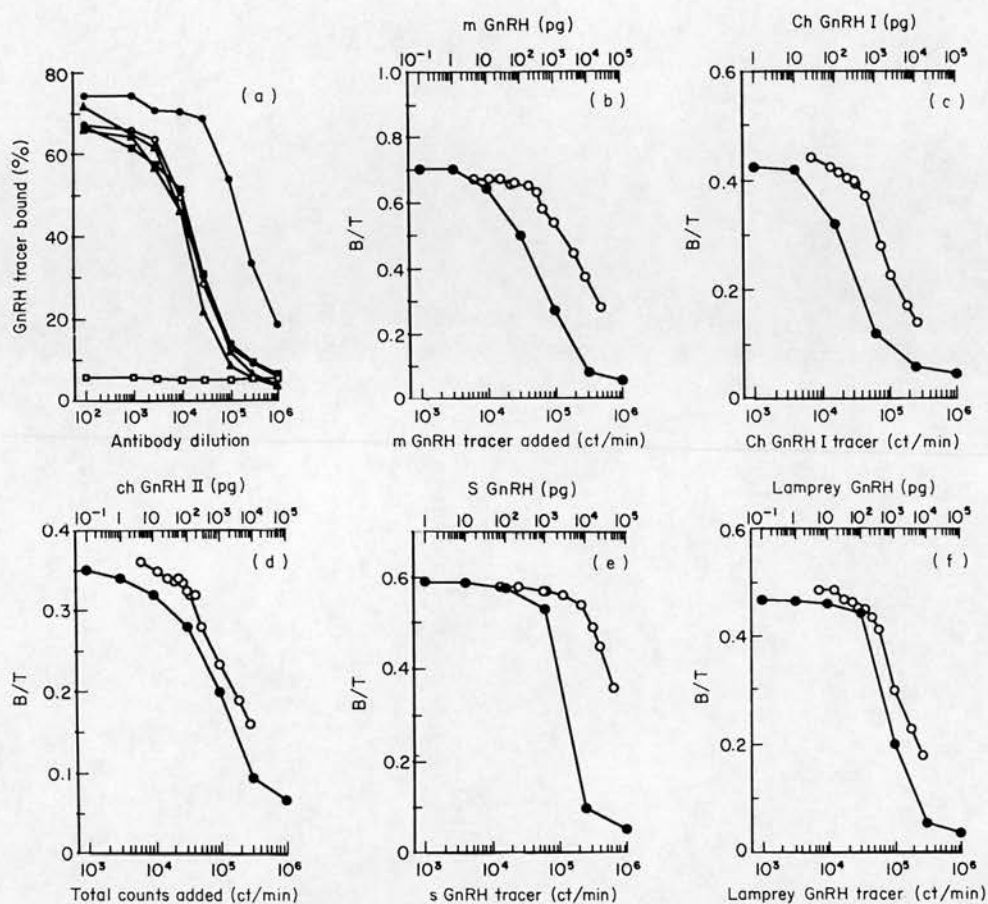 m GnRH (pg)
10⁻¹ 1 10 10² 10³ 10⁴ 10⁵
Ch GnRH I (pg)
1 10 10² 10³ 10⁴ 10⁵
GnRH tracer bound (%)
80
60
40
20
0
(a)
10² 10³ 10⁴ 10⁵ 10⁶
Antibody dilution
B/T
1.0
0.8
0.6
0.4
0.2
0
(b)
10³ 10⁴ 10⁵ 10⁶
m GnRH tracer added (ct/min)
B/T
0.6
0.4
0.2
0
(c)
10³ 10⁴ 10⁵ 10⁶
Ch GnRH I tracer (ct/min)
ch GnRH II (pg)
10⁻¹ 1 10 10² 10³ 10⁴ 10⁵
S GnRH (pg)
1 10 10² 10³ 10⁴ 10⁵
Lamprey GnRH (pg)
10⁻¹ 1 10 10² 10³ 10⁴ 10⁵
B/T
0.4
0.3
0.2
0.1
0
(d)
10³ 10⁴ 10⁵ 10⁶
Total counts added (ct/min)
B/T
0.6
0.4
0.2
0
(e)
10³ 10⁴ 10⁵ 10⁶
s GnRH tracer (ct/min)
B/T
0.6
0.4
0.2
0
(f)
10³ 10⁴ 10⁵ 10⁶
Lamprey GnRH tracer (ct/min)